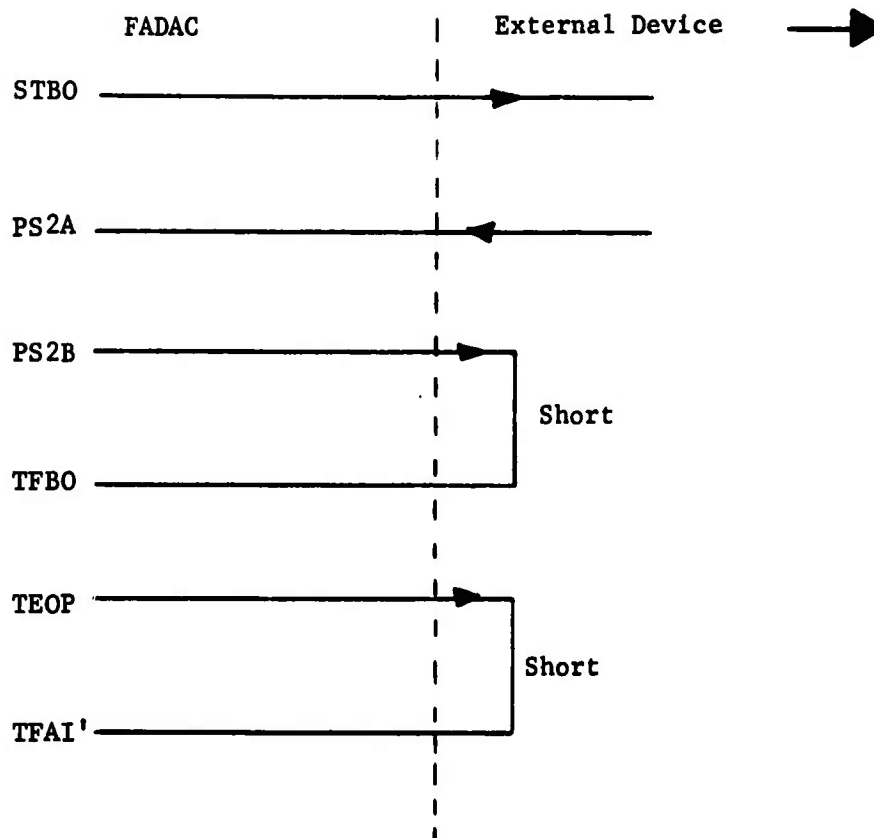 FADAC External Device
STBO
PS2A
PS2B
Short
TFBO
TEOP
Short
TFAI'